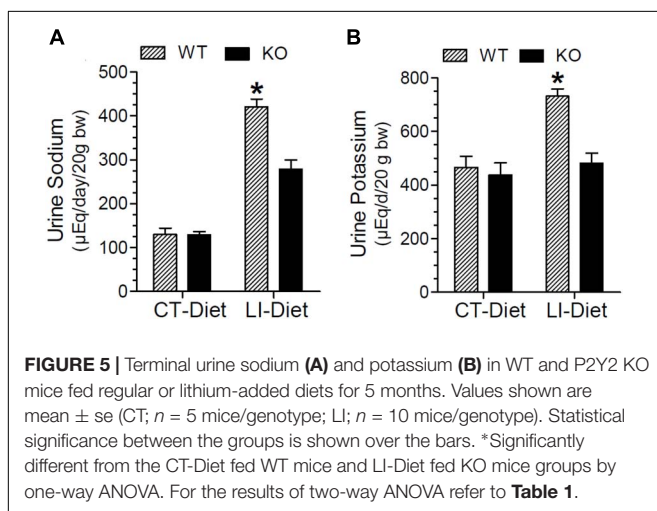 A
WT KO
500
400
300
200
100
0
Urine Sodium
(µEq/day/20g bw)
*
CT-Diet LI-Diet
B
WT KO
800
600
400
200
0
Urine Potassium
(µEq/d/20 g bw)
*
CT-Diet LI-Diet
FIGURE 5 | Terminal urine sodium (A) and potassium (B) in WT and P2Y2 KO
mice fed regular or lithium-added diets for 5 months. Values shown are
mean ± se (CT; n = 5 mice/genotype; LI; n = 10 mice/genotype). Statistical
significance between the groups is shown over the bars. *Significantly
different from the CT-Diet fed WT mice and LI-Diet fed KO mice groups by
one-way ANOVA. For the results of two-way ANOVA refer to Table 1.